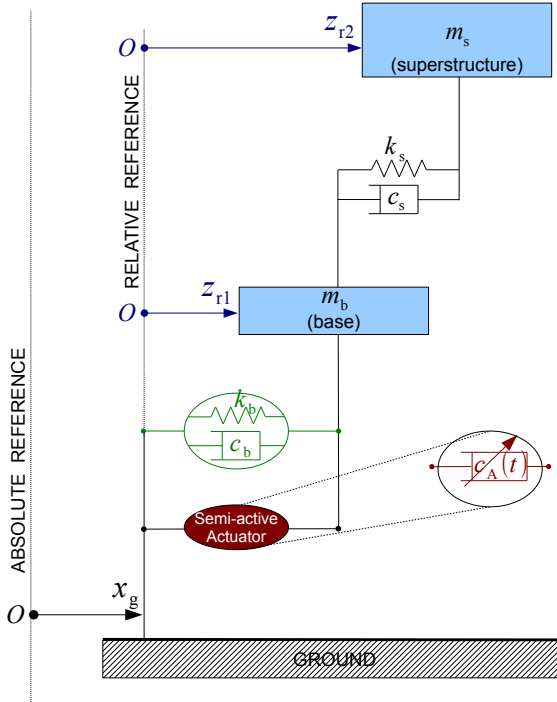 O
z_r2
m_s
(superstructure)
k_s
c_s
RELATIVE REFERENCE
O
z_r1
m_b
(base)
k_b
c_b
c_A(t)
Semi-active
Actuator
ABSOLUTE REFERENCE
O
x_g
GROUND